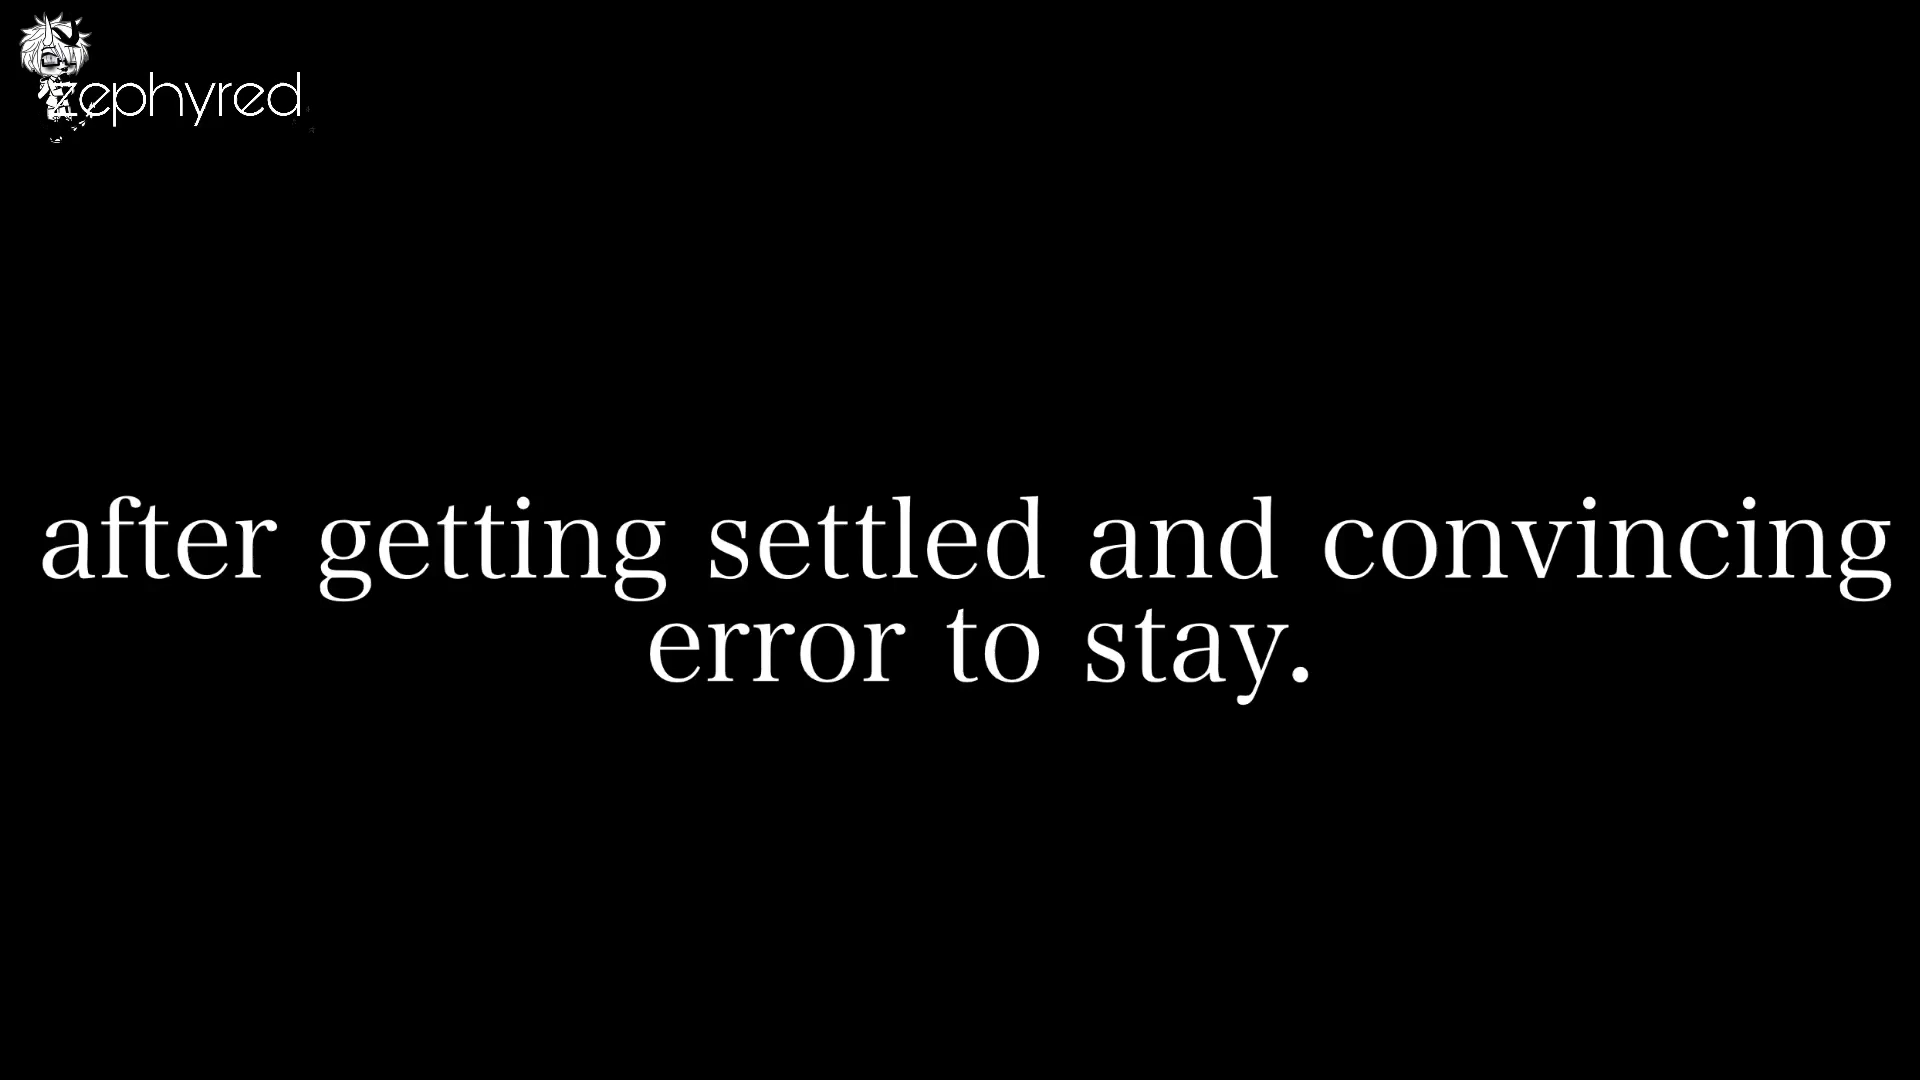 zephyred
after getting settled and convincing
error to stay.